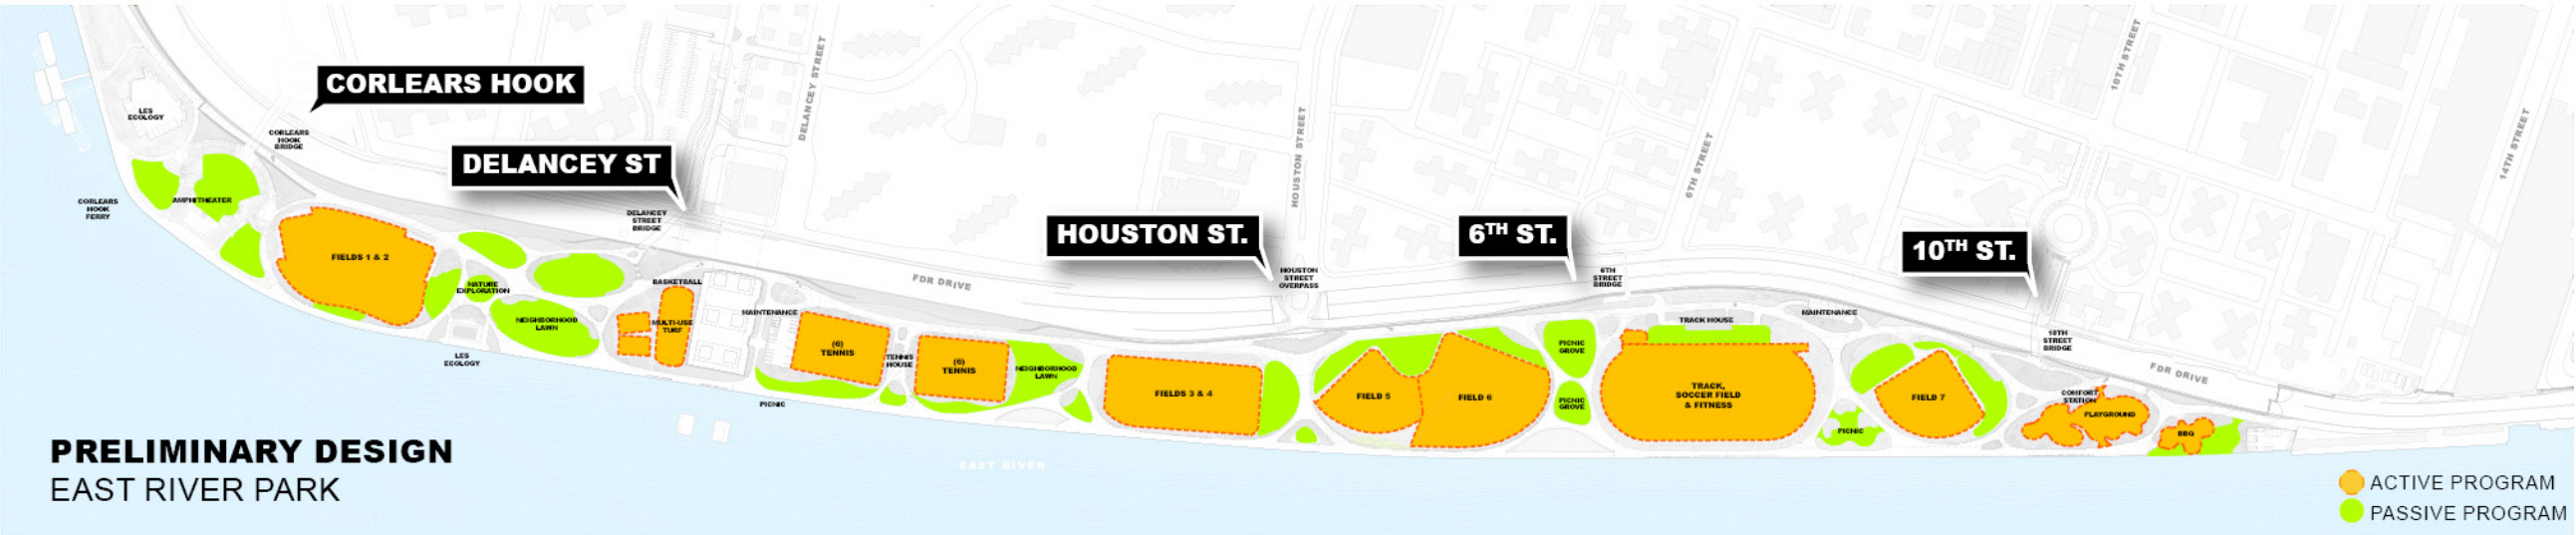 CORLEARS HOOK
DELANCEY ST
HOUSTON ST.
6TH ST.
10TH ST.
LES
ECOLOGY
CORLEARS
HOOK
BRIDGE
CORLEARS
HOOK
FERRY
AMPHITHEATER
FIELDS 1 & 2
NATURE
EXPLORATION
NEIGHBORHOOD
LAWN
LES
ECOLOGY
DELANCEY
STREET
BRIDGE
DELANCEY STREET
BASKETBALL
MULTI-USE
TURF
MAINTENANCE
(6)
TENNIS
PICNIC
TENNIS
HOUSE
(6)
TENNIS
NEIGHBORHOOD
LAWN
FDR DRIVE
FIELDS 3 & 4
HOUSTON STREET
HOUSTON
STREET
OVERPASS
FIELD 5
FIELD 6
PICNIC
GROVE
PICNIC
GROVE
6TH
STREET
BRIDGE
6TH STREET
TRACK HOUSE
TRACK,
SOCCER FIELD
& FITNESS
MAINTENANCE
PICNIC
FIELD 7
10TH
STREET
BRIDGE
10TH STREET
COMFORT
STATION
PLAYGROUND
BBQ
FDR DRIVE
14TH STREET
EAST RIVER
PRELIMINARY DESIGN
EAST RIVER PARK
ACTIVE PROGRAM
PASSIVE PROGRAM